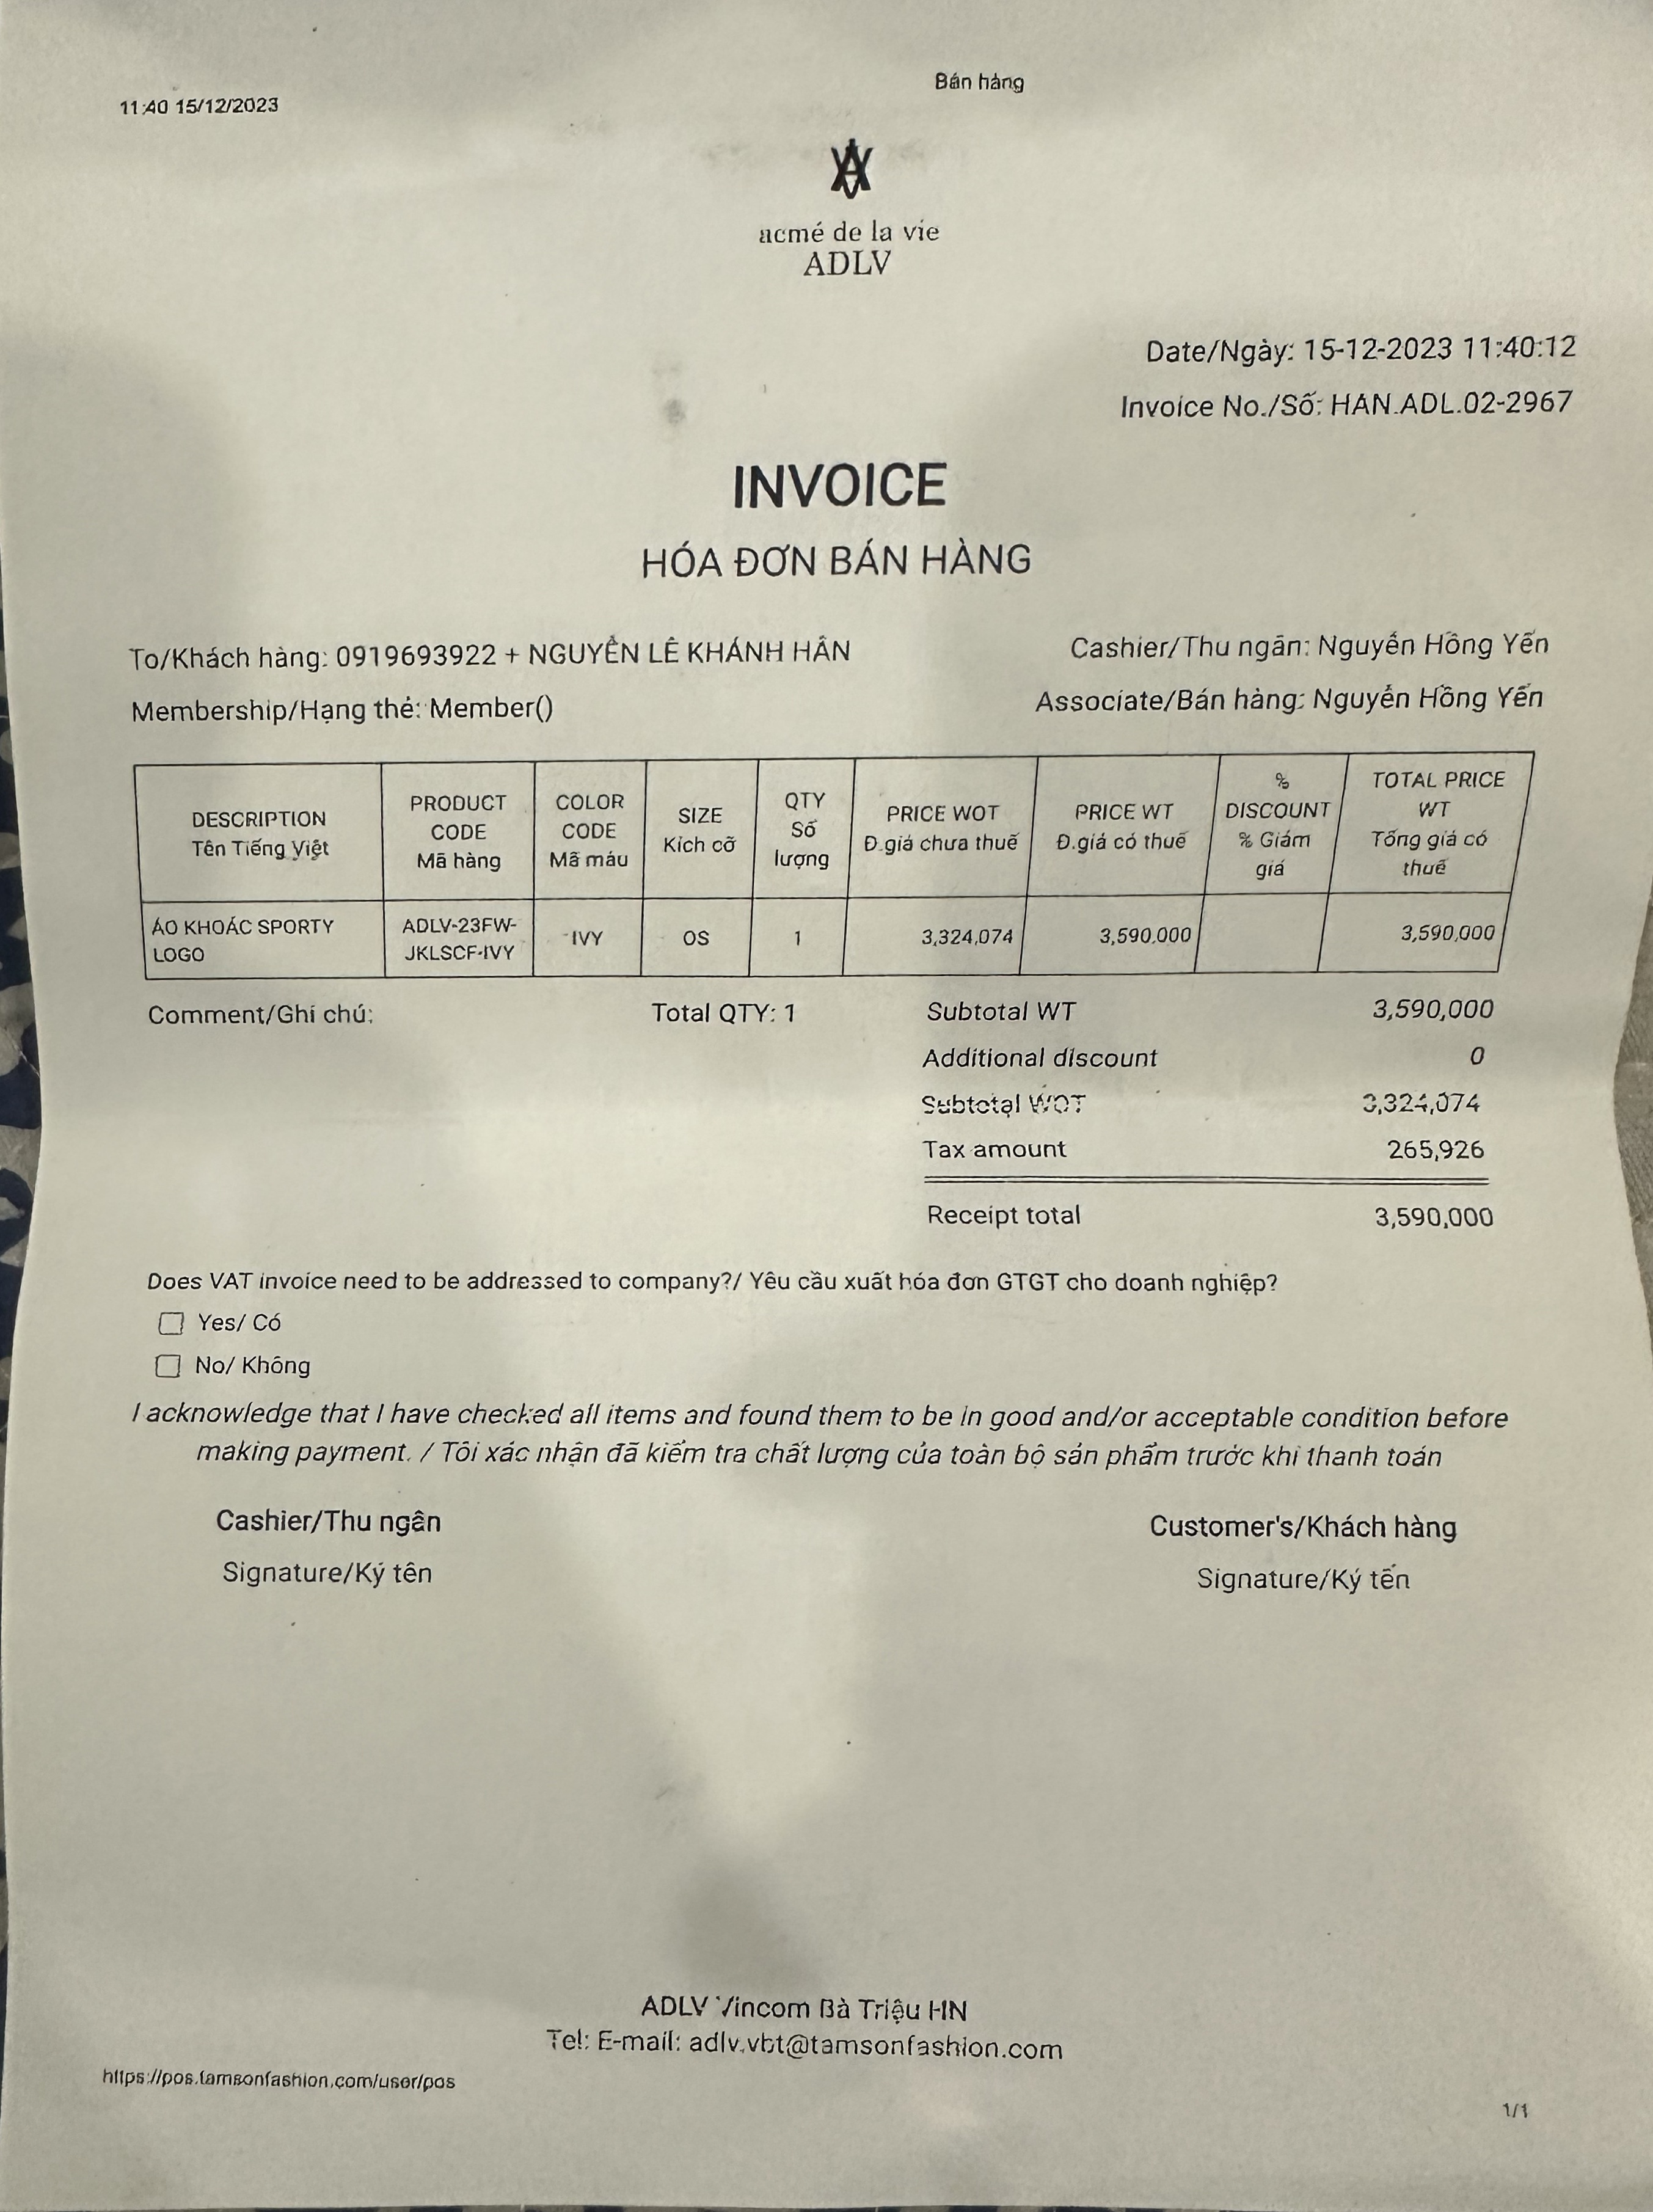 Bán hàng
11:40 15/12/2023
acmé de la vie
ADLV
Date/Ngày: 15-12-2023 11:40:12
Invoice No./Số: HAN.ADL.02-2967
INVOICE
HÓA ĐƠN BÁN HÀNG
To/Khách hàng: 0919693922 + NGUYỄN LÊ KHÁNH HÂN
Cashier/Thu ngân: Nguyễn Hồng Yến
Membership/Hạng thẻ: Member()
Associate/Bán hàng: Nguyễn Hồng Yến
DESCRIPTION
Tên Tiếng Việt
PRODUCT
CODE
Mã hàng
COLOR
CODE
Mã màu
SIZE
Kích cỡ
QTY
Số
lượng
PRICE WOT
Đ.giá chưa thuế
PRICE WT
Đ.giá có thuế
%
DISCOUNT
% Giảm
giá
TOTAL PRICE
WT
Tổng giá có
thuế
ÁO KHOÁC SPORTY
LOGO
ADLV-23FW-
JKLSCF-IVY
IVY
OS
1
3,324,074
3,590,000
3,590,000
Comment/Ghi chú:
Total QTY: 1
Subtotal WT 3,590,000
Additional discount 0
Subtotal WOT 3,324,074
Tax amount 265,926
Receipt total 3,590,000
Does VAT invoice need to be addressed to company?/ Yêu cầu xuất hóa đơn GTGT cho doanh nghiệp?
Yes/ Có
No/ Không
I acknowledge that I have checked all items and found them to be in good and/or acceptable condition before
making payment. / Tôi xác nhận đã kiểm tra chất lượng của toàn bộ sản phẩm trước khi thanh toán
Cashier/Thu ngân
Customer's/Khách hàng
Signature/Ký tên
Signature/Ký tên
ADLV Vincom Bà Triệu HN
Tel: E-mail: adlv.vbt@tamsonfashion.com
https://pos.tamsonfashion.com/user/pos
1/1